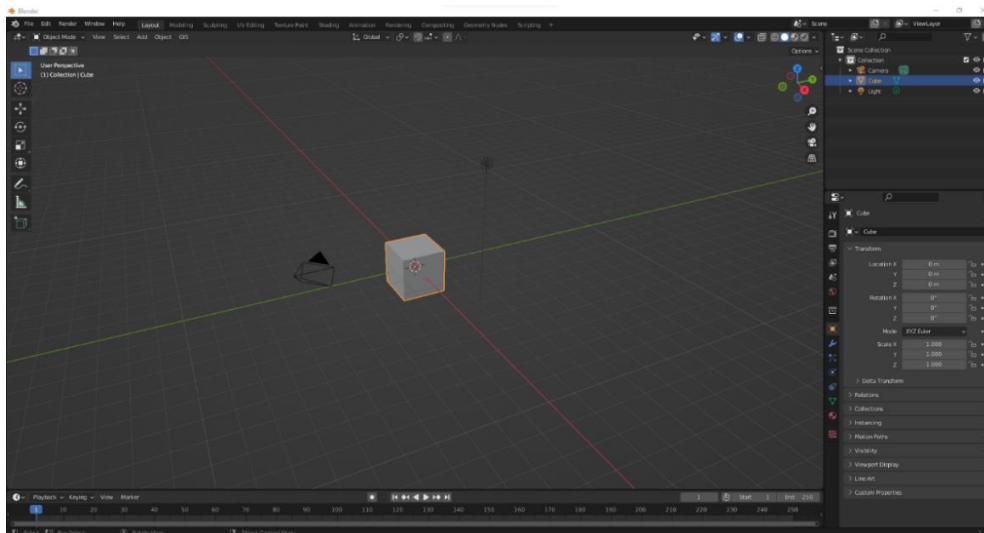 Blender
File Edit Render Window Help Layout Modeling Sculpting UV Editing Texture Paint Shading Animation Rendering Compositing Geometry Nodes Scripting + Scene ViewLayer
Object Mode View Select Add Object GIS Global
Options
User Perspective
(1) Collection | Cube
Scene Collection
Collection
Camera
Cube
Light
Cube
Cube
Transform
Location X 0 m
Y 0 m
Z 0 m
Rotation X 0°
Y 0°
Z 0°
Mode XYZ Euler
Scale X 1.000
Y 1.000
Z 1.000
Delta Transform
Relations
Collections
Instancing
Motion Paths
Visibility
Viewport Display
Line Art
Custom Properties
Playback Keying View Marker 1 Start 1 End 250
1 10 20 30 40 50 60 70 80 90 100 110 120 130 140 150 160 170 180 190 200 210 220 230 240 250